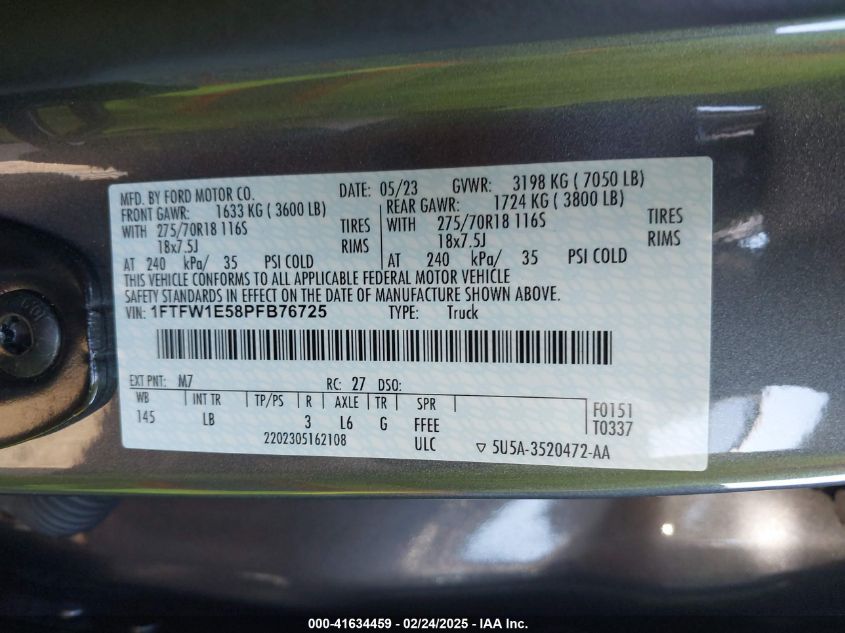 MFD. BY FORD MOTOR CO. DATE: 05/23 GVWR: 3198 KG ( 7050 LB)
FRONT GAWR: 1633 KG ( 3600 LB) REAR GAWR: 1724 KG ( 3800 LB)
WITH 275/70R18 116S TIRES WITH 275/70R18 116S TIRES
18x7.5J RIMS 18x7.5J RIMS
AT 240 kPa/ 35 PSI COLD AT 240 kPa/ 35 PSI COLD
THIS VEHICLE CONFORMS TO ALL APPLICABLE FEDERAL MOTOR VEHICLE
SAFETY STANDARDS IN EFFECT ON THE DATE OF MANUFACTURE SHOWN ABOVE.
VIN: 1FTFW1E58PFB76725 TYPE: Truck
EXT PNT: M7 RC: 27 DSO:
WB INT TR TP/PS R AXLE TR SPR F0151
145 LB 3 L6 G FFEE T0337
2202305162108 ULC ▽ 5U5A-3520472-AA
000-41634459 - 02/24/2025 - IAA Inc.